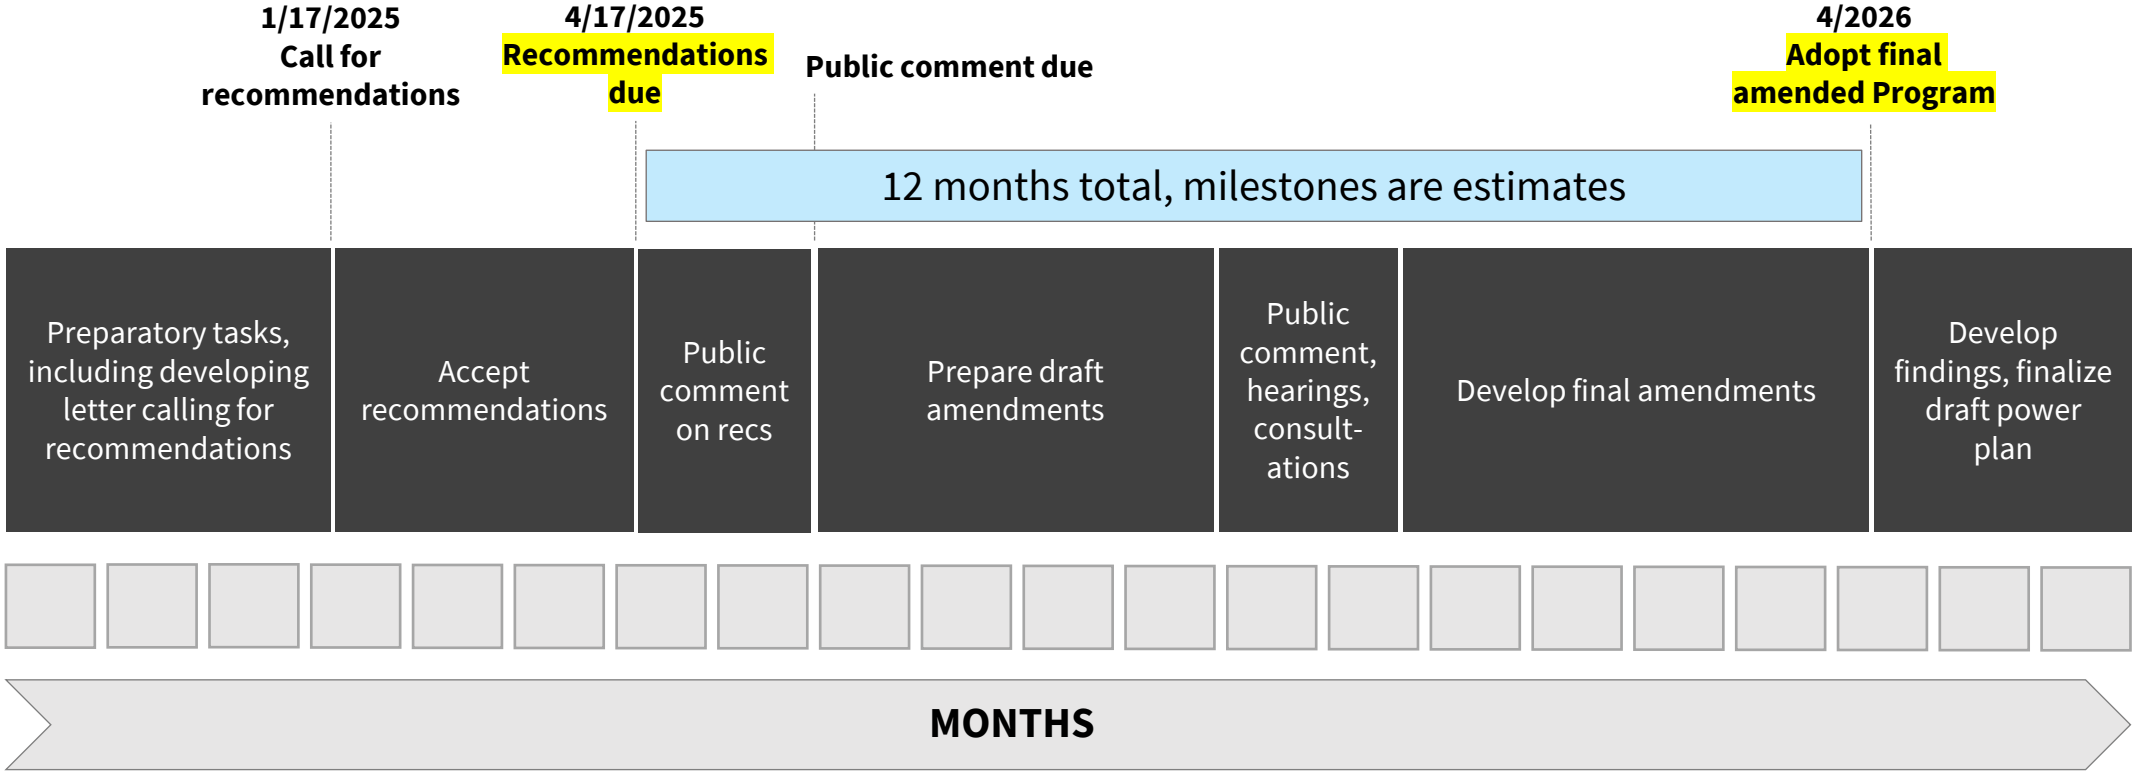 1/17/2025
Call for
recommendations
4/17/2025
Recommendations
due
Public comment due
4/2026
Adopt final
amended Program
12 months total, milestones are estimates
Preparatory tasks,
including developing
letter calling for
recommendations
Accept
recommendations
Public
comment
on recs
Prepare draft
amendments
Public
comment,
hearings,
consult-
ations
Develop final amendments
Develop
findings, finalize
draft power
plan
MONTHS